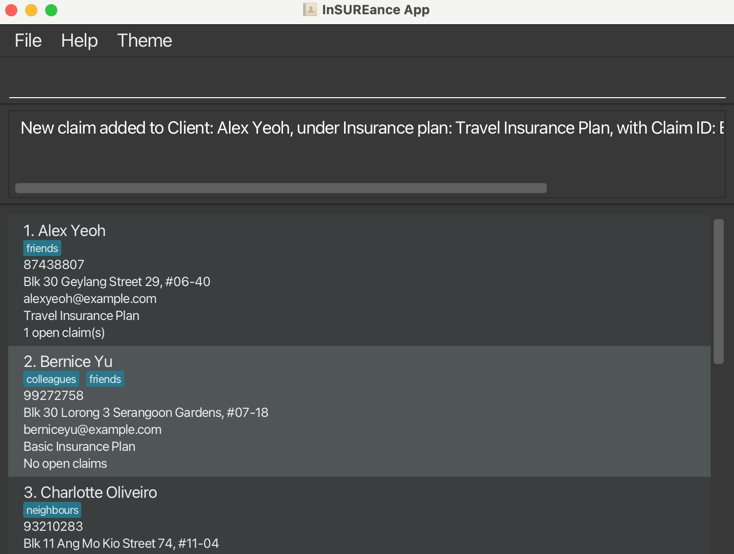 InSUREance App
File Help Theme
New claim added to Client: Alex Yeoh, under Insurance plan: Travel Insurance Plan, with Claim ID:
1. Alex Yeoh
friends
87438807
Blk 30 Geylang Street 29, #06-40
alexyeoh@example.com
Travel Insurance Plan
1 open claim(s)
2. Bernice Yu
colleagues friends
99272758
Blk 30 Lorong 3 Serangoon Gardens, #07-18
berniceyu@example.com
Basic Insurance Plan
No open claims
3. Charlotte Oliveiro
neighbours
93210283
Blk 11 Ang Mo Kio Street 74, #11-04